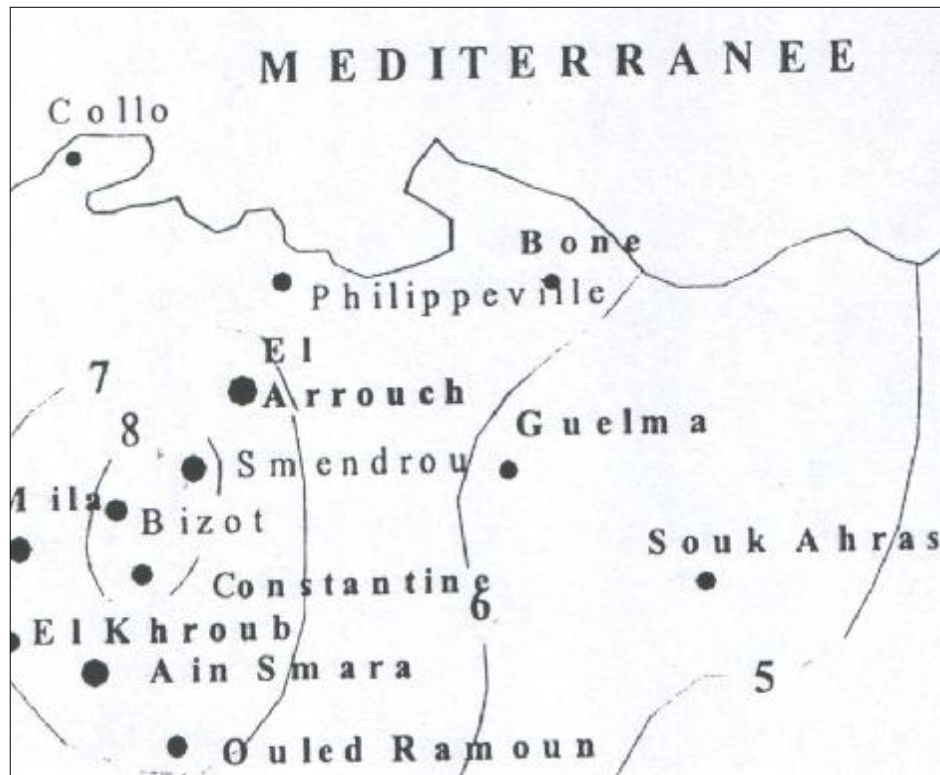 MEDITERRANEE
Collo
Bone
Philippeville
El
Arrouch
7
Guelma
8
Smendrou
Mila
Bizot
Souk Ahras
Constantine
6
El Khroub
Ain Smara
5
Ouled Ramoun